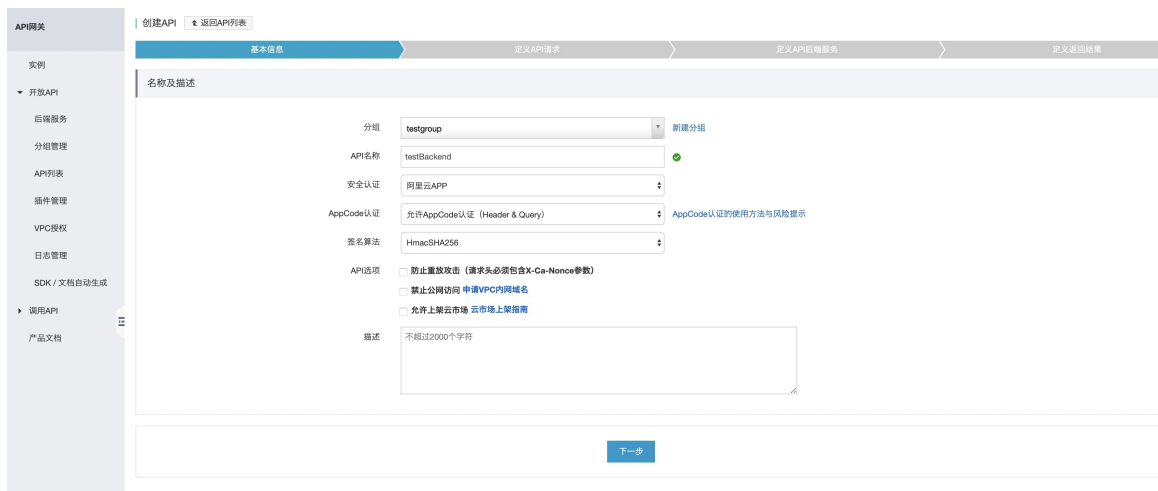 API网关
实例
开放API
后端服务
分组管理
API列表
插件管理
VPC授权
日志管理
SDK / 文档自动生成
调用API
产品文档
创建API 返回API列表
基本信息 定义API请求 定义API后端服务 定义返回结果
名称及描述
分组 testgroup 新建分组
API名称 testBackend
安全认证 阿里云APP
AppCode认证 允许AppCode认证（Header & Query） AppCode认证的使用方法与风险提示
签名算法 HmacSHA256
API选项 防止重放攻击（请求头必须包含X-Ca-Nonce参数）
禁止公网访问 申请VPC内网域名
允许上架云市场 云市场上架指南
描述 不超过2000个字符
下一步